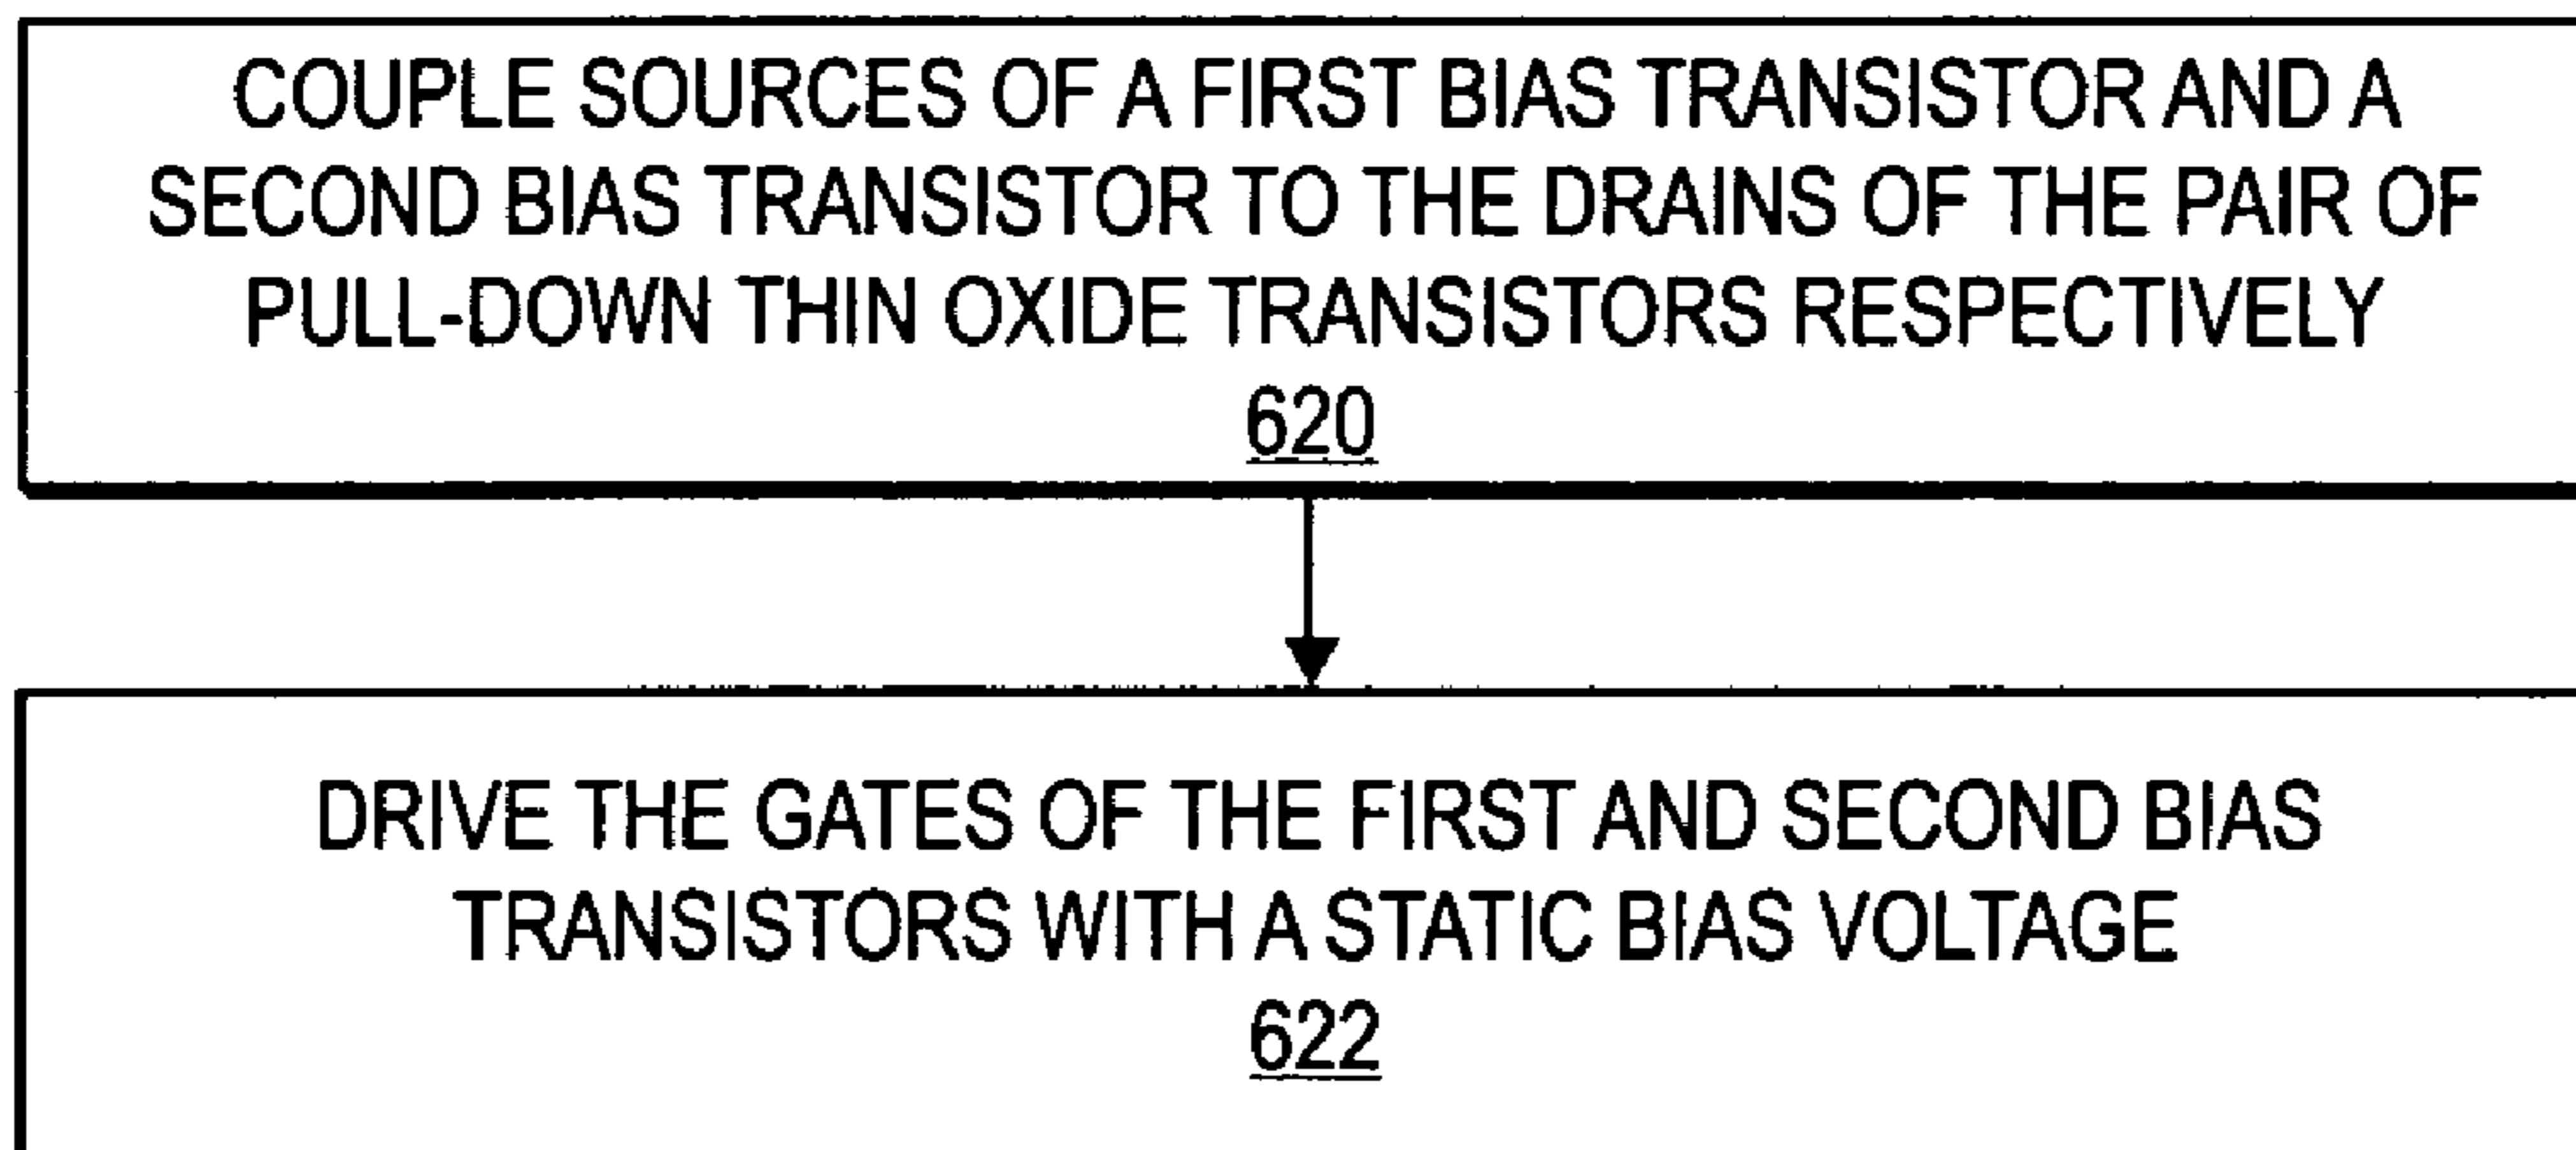 COUPLE SOURCES OF A FIRST BIAS TRANSISTOR AND A
SECOND BIAS TRANSISTOR TO THE DRAINS OF THE PAIR OF
PULL-DOWN THIN OXIDE TRANSISTORS RESPECTIVELY
620
DRIVE THE GATES OF THE FIRST AND SECOND BIAS
TRANSISTORS WITH A STATIC BIAS VOLTAGE
622